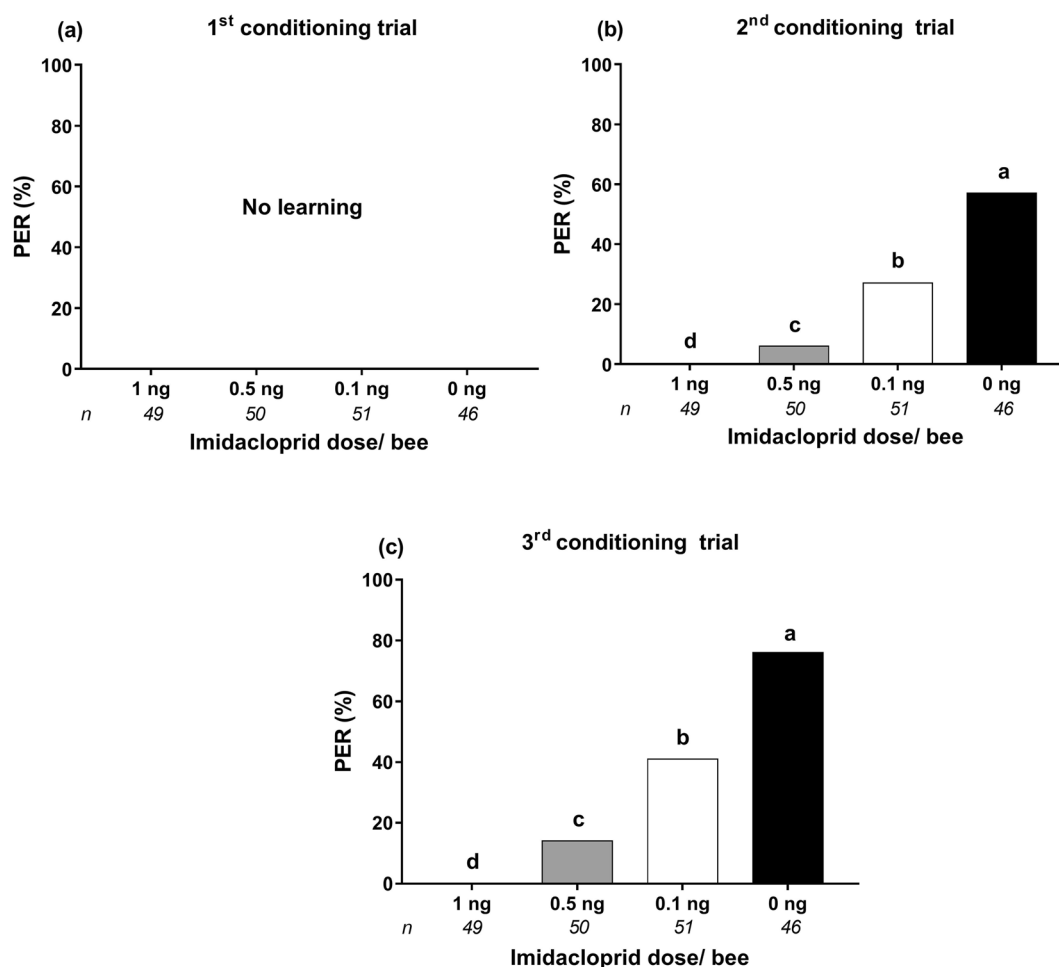 (a) 1st conditioning trial
PER (%)
100
80
60
40
20
0
No learning
1 ng 0.5 ng 0.1 ng 0 ng
n 49 50 51 46
Imidacloprid dose/ bee
(b) 2nd conditioning trial
PER (%)
100
80
60
40
20
0
d c b a
1 ng 0.5 ng 0.1 ng 0 ng
n 49 50 51 46
Imidacloprid dose/ bee
(c) 3rd conditioning trial
PER (%)
100
80
60
40
20
0
d c b a
1 ng 0.5 ng 0.1 ng 0 ng
n 49 50 51 46
Imidacloprid dose/ bee